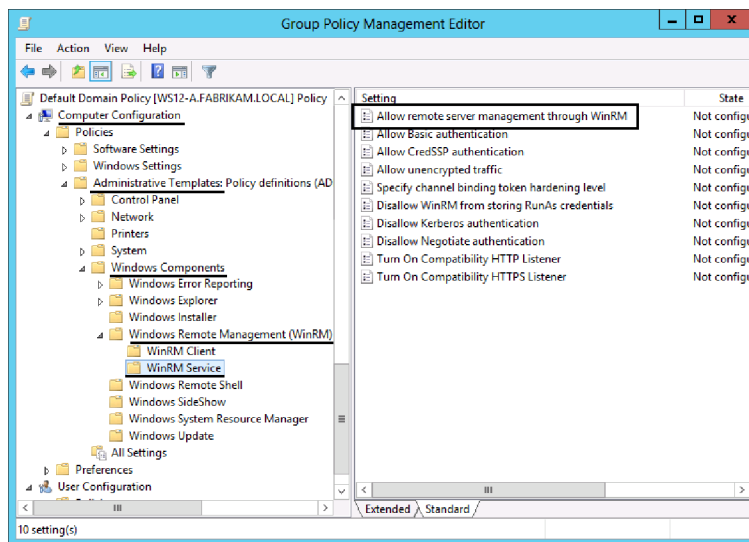 Group Policy Management Editor
File Action View Help
Default Domain Policy [WS12-A.FABRIKAM.LOCAL] Policy
Computer Configuration
Policies
Software Settings
Windows Settings
Administrative Templates: Policy definitions (AD
Control Panel
Network
Printers
System
Windows Components
Windows Error Reporting
Windows Explorer
Windows Installer
Windows Remote Management (WinRM)
WinRM Client
WinRM Service
Windows Remote Shell
Windows SideShow
Windows System Resource Manager
Windows Update
All Settings
Preferences
User Configuration
Setting State
Allow remote server management through WinRM Not configu
Allow Basic authentication Not configu
Allow CredSSP authentication Not configu
Allow unencrypted traffic Not configu
Specify channel binding token hardening level Not configu
Disallow WinRM from storing RunAs credentials Not configu
Disallow Kerberos authentication Not configu
Disallow Negotiate authentication Not configu
Turn On Compatibility HTTP Listener Not configu
Turn On Compatibility HTTPS Listener Not configu
Extended Standard
10 setting(s)